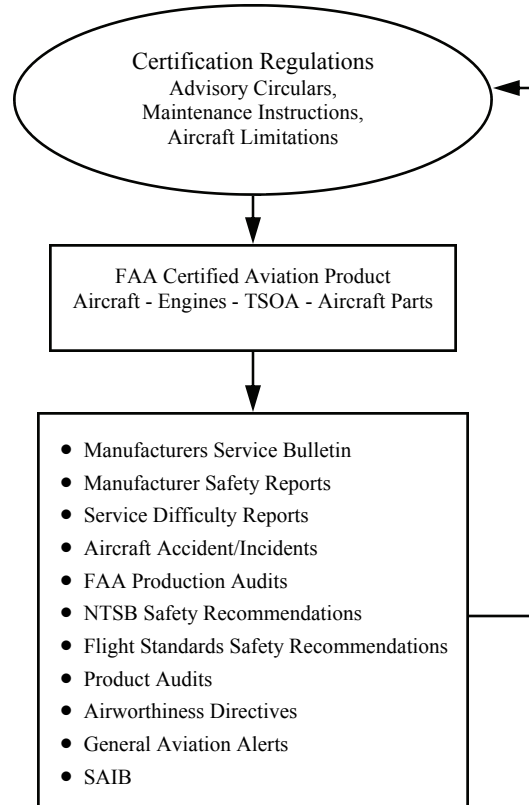 Certification Regulations
Advisory Circulars,
Maintenance Instructions,
Aircraft Limitations
FAA Certified Aviation Product
Aircraft - Engines - TSOA - Aircraft Parts
• Manufacturers Service Bulletin
• Manufacturer Safety Reports
• Service Difficulty Reports
• Aircraft Accident/Incidents
• FAA Production Audits
• NTSB Safety Recommendations
• Flight Standards Safety Recommendations
• Product Audits
• Airworthiness Directives
• General Aviation Alerts
• SAIB